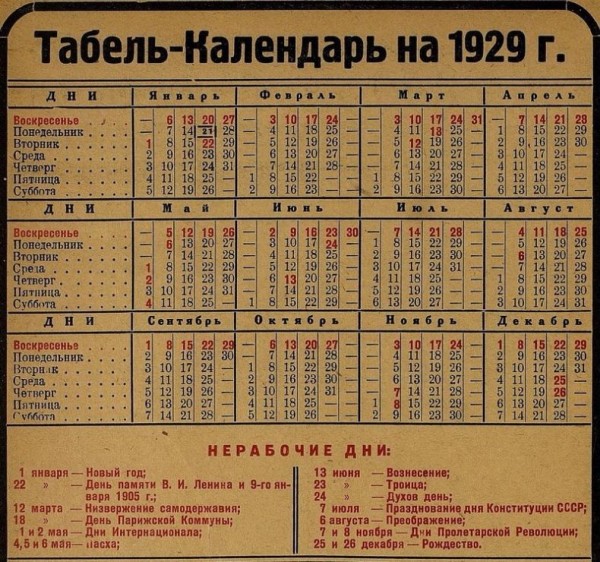 Табель-Календарь на 1929 г.
ДНИ Январь Февраль Март Апрель
Воскресенье — 6 13 20 27 — 3 10 17 24 — 3 10 17 24 31 — 7 14 21 28
Понедельник — 7 14 21 28 — 4 11 18 25 — 4 11 18 25 — 1 8 15 22 29
Вторник 1 8 15 22 29 — 5 12 19 26 — 5 12 19 26 — 2 9 16 23 30
Среда 2 9 16 23 30 — 6 13 20 27 — 6 13 20 27 — 3 10 17 24 —
Четверг 3 10 17 24 31 — 7 14 21 28 — 7 14 21 28 — 4 11 18 25 —
Пятница 4 11 18 25 — 1 8 15 22 — 1 8 15 22 29 — 5 12 19 26 —
Суббота 5 12 19 26 — 2 9 16 23 — 2 9 16 23 30 — 6 13 20 27 —
ДНИ Май Июнь Июль Август
Воскресенье — 5 12 19 26 — 2 9 16 23 30 — 7 14 21 28 — 4 11 18 25
Понедельник — 6 13 20 27 — 3 10 17 24 — 1 8 15 22 29 — 5 12 19 26
Вторник — 7 14 21 28 — 4 11 18 25 — 2 9 16 23 30 — 6 13 20 27
Среда 1 8 15 22 29 — 5 12 19 26 — 3 10 17 24 31 — 7 14 21 28
Четверг 2 9 16 23 30 — 6 13 20 27 — 4 11 18 25 — 1 8 15 22 29
Пятница 3 10 17 24 31 — 7 14 21 28 — 5 12 19 26 — 2 9 16 23 30
Суббота 4 11 18 25 — 1 8 15 22 29 — 6 13 20 27 — 3 10 17 24 31
ДНИ Сентябрь Октябрь Ноябрь Декабрь
Воскресенье 1 8 15 22 29 — 6 13 20 27 — 3 10 17 24 1 8 15 22 29
Понедельник 2 9 16 23 30 — 7 14 21 28 — 4 11 18 25 2 9 16 23 30
Вторник 3 10 17 24 — 1 8 15 22 29 — 5 12 19 26 3 10 17 24 31
Среда 4 11 18 25 — 2 9 16 23 30 — 6 13 20 27 4 11 18 25 —
Четверг 5 12 19 26 — 3 10 17 24 31 — 7 14 21 28 5 12 19 26 —
Пятница 6 13 20 27 — 4 11 18 25 — 1 8 15 22 29 6 13 20 27 —
Суббота 7 14 21 28 — 5 12 19 26 — 2 9 16 23 30 7 14 21 28 —
НЕРАБОЧИЕ ДНИ:
1 января — Новый год;
22 » — День памяти В. И. Ленина и 9-го ян-
варя 1905 г.;
12 марта — Низвержение самодержавия;
18 » — День Парижской Коммуны;
1 и 2 мая — Дни Интернационала;
4, 5 и 6 мая — Пасха;
13 июня — Вознесение;
23 » — Троица;
24 » — Духов день;
7 июля — Празднование дня Конституции СССР;
6 августа — Преображение;
7 и 8 ноября — Дни Пролетарской Революции;
25 и 26 декабря — Рождество.